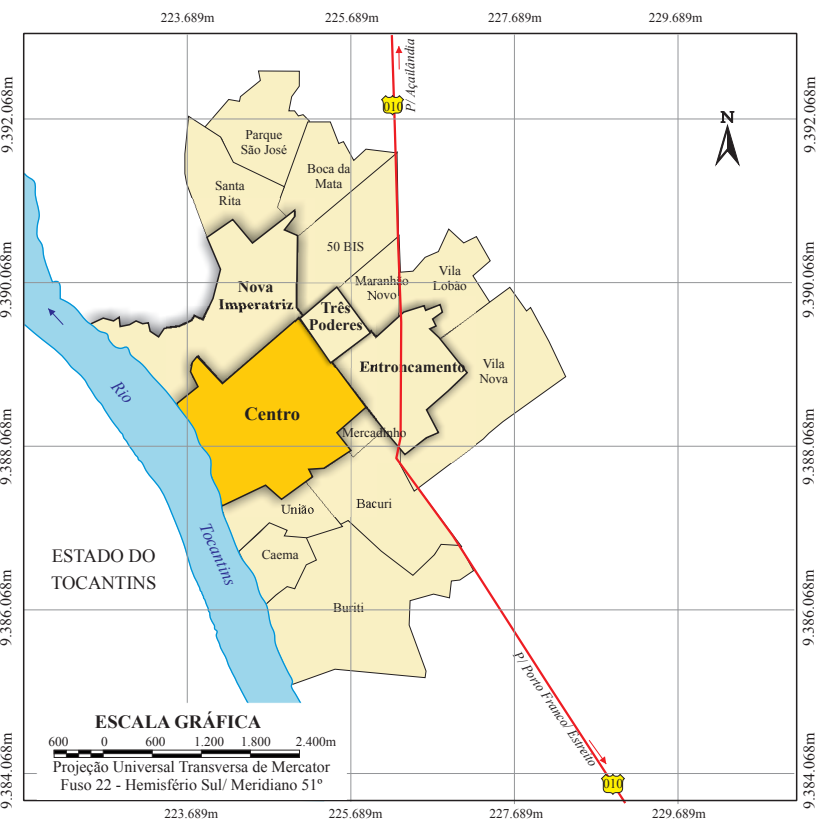 223.689m 225.689m 227.689m 229.689m
9.392.068m
9.390.068m
9.388.068m
9.386.068m
9.384.068m
9.392.068m
9.390.068m
9.388.068m
9.386.068m
9.384.068m
P/ Açailândia
010
N
Parque
São José
Boca da
Mata
Santa
Rita
50 BIS
Vila
Lobão
Maranhão
Novo
Nova
Imperatriz
Três
Poderes
Entroncamento
Vila
Nova
Centro
Mercadinho
Rio
Tocantins
União
Bacuri
Caema
Buriti
ESTADO DO
TOCANTINS
P/ Porto Franco/ Estreito
010
ESCALA GRÁFICA
600 0 600 1.200 1.800 2.400m
Projeção Universal Transversa de Mercator
Fuso 22 - Hemisfério Sul/ Meridiano 51º
223.689m 225.689m 227.689m 229.689m